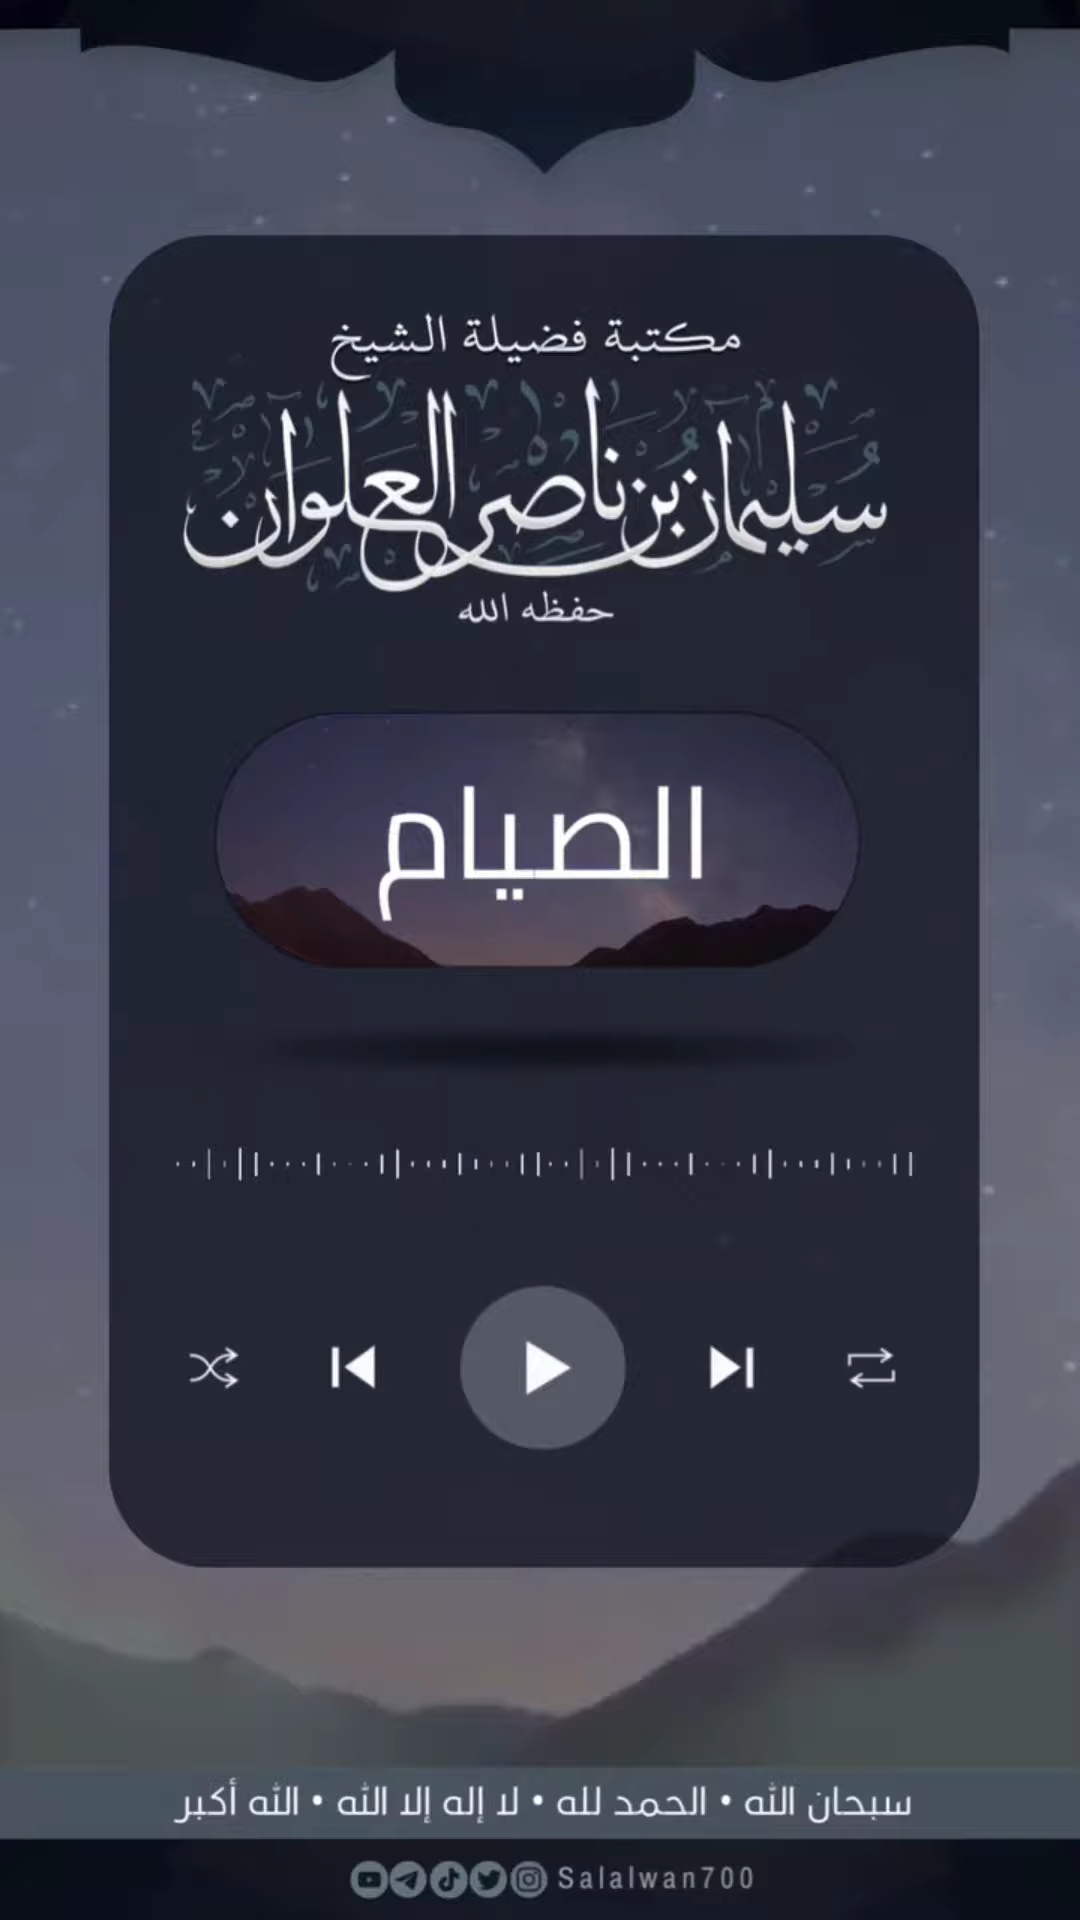 مكتبة فضيلة الشيخ
سليمان بن ناصر العلوان
حفظه الله
الصيام
سبحان الله • الحمد لله • لا إله إلا الله • الله أكبر
Salalwan700